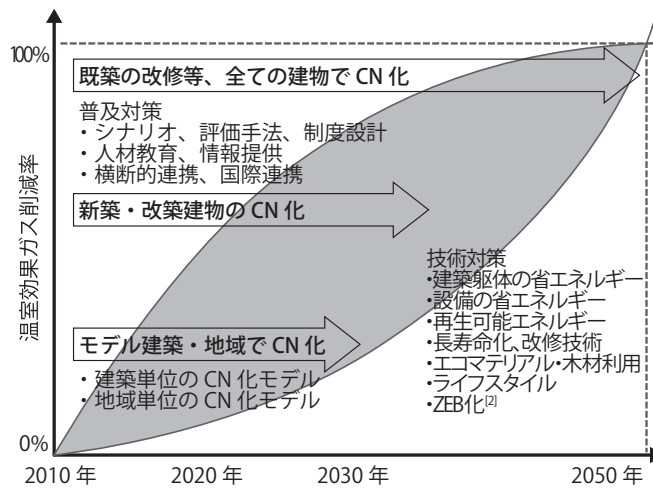 100%
既築の改修等、全ての建物で CN 化
普及対策
・シナリオ、評価手法、制度設計
・人材教育、情報提供
・横断的連携、国際連携
新築・改築建物の CN 化
温室効果ガス削減率
技術対策
・建築躯体の省エネルギー
・設備の省エネルギー
・再生可能エネルギー
・長寿命化、改修技術
・エコマテリアル・木材利用
・ライフスタイル
・ZEB化[2]
モデル建築・地域で CN 化
・建築単位の CN 化モデル
・地域単位の CN 化モデル
0%
2010 年 2020 年 2030 年 2050 年